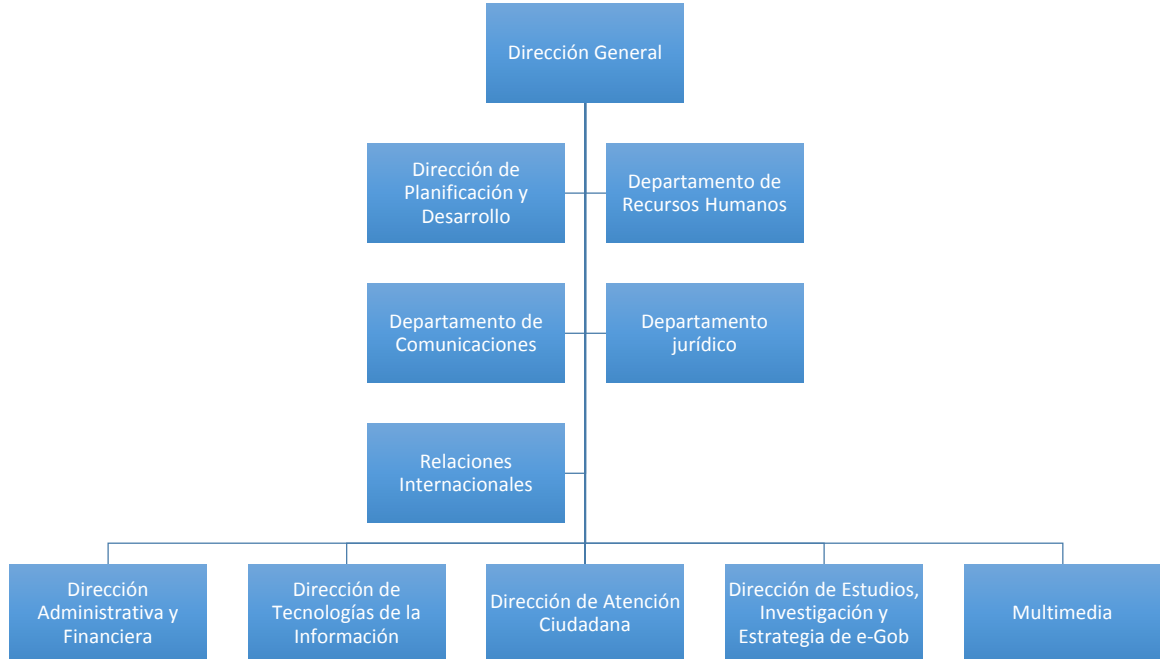 Dirección General
Dirección de
Planificación y
Desarrollo
Departamento de
Recursos Humanos
Departamento de
Comunicaciones
Departamento
jurídico
Relaciones
Internacionales
Dirección
Administrativa y
Financiera
Dirección de
Tecnologías de la
Información
Dirección de Atención
Ciudadana
Dirección de Estudios,
Investigación y
Estrategia de e-Gob
Multimedia